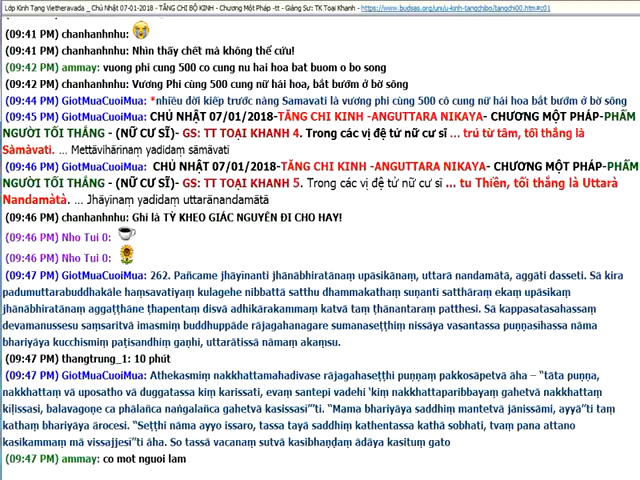 Lớp Kinh Tạng Vietheravada _ Chủ Nhật 07-01-2018 - TĂNG CHI BỘ KINH - Chương Một Pháp -tt - Giảng Sư: TK Toại Khanh - https://www.budsas.org/uni/u-kinh-tangchibo/tangchi00.htm#c01
(09:41 PM) chanhanhnhu:
(09:41 PM) chanhanhnhu: Nhìn thấy chết mà không thể cứu!
(09:42 PM) ammay: vuong phi cung 500 co cung nu hai hoa bat buom o bo song
(09:42 PM) chanhanhnhu: Vương Phi cùng 500 cung nữ hái hoa, bắt bướm ở bờ sông
(09:44 PM) GiotMuaCuoiMua: *nhiều đời kiếp trước nàng Samavati là vương phi cùng 500 cô cung nữ hái hoa bắt bướm ở bờ sông
(09:45 PM) GiotMuaCuoiMua: CHỦ NHẬT 07/01/2018-TĂNG CHI KINH -ANGUTTARA NIKAYA- CHƯƠNG MỘT PHÁP-PHẨM
NGƯỜI TỐI THẮNG - (NỮ CƯ SĨ)- GS: TT TOẠI KHANH 4. Trong các vị đệ tử nữ cư sĩ ... trú từ tâm, tối thắng là
Sàmàvati. ... Mettāvihārīnaṃ yadidaṃ sāmāvatī
(09:46 PM) GiotMuaCuoiMua: CHỦ NHẬT 07/01/2018-TĂNG CHI KINH -ANGUTTARA NIKAYA- CHƯƠNG MỘT PHÁP-PHẨM
NGƯỜI TỐI THẮNG - (NỮ CƯ SĨ)- GS: TT TOẠI KHANH 5. Trong các vị đệ tử nữ cư sĩ ... tu Thiền, tối thắng là Uttarà
Nandamàtà. ... Jhāyīnaṃ yadidaṃ uttarānandamātā
(09:46 PM) chanhanhnhu: Ghi là TỲ KHEO GIÁC NGUYÊN ĐI CHO HAY!
(09:46 PM) Nho Tui 0:
(09:46 PM) Nho Tui 0:
(09:47 PM) GiotMuaCuoiMua: 262. Pañcame jhāyīnanti jhānābhiratānaṃ upāsikānaṃ, uttarā nandamātā, aggāti dasseti. Sā kira
padumuttarabuddhakāle haṃsavatiyaṃ kulagehe nibbattā satthu dhammakathaṃ suṇantī satthāraṃ ekaṃ upāsikaṃ
jhānābhiratānaṃ aggaṭṭhāne ṭhapentaṃ disvā adhikārakammaṃ katvā taṃ ṭhānantaraṃ patthesi. Sā kappasatasahassaṃ
devamanussesu saṃsaritvā imasmiṃ buddhuppāde rājagahanagare sumanaseṭṭhiṃ nissāya vasantassa puṇṇasīhassa nāma
bhariyāya kucchismiṃ paṭisandhiṃ gaṇhi, uttarātissā nāmaṃ akaṃsu.
(09:47 PM) thangtrung_1: 10 phút
(09:47 PM) GiotMuaCuoiMua: Athekasmiṃ nakkhattamahadivase rājagahaseṭṭhi puṇṇaṃ pakkosāpetvā āha – “tāta puṇṇa,
nakkhattaṃ vā uposatho vā duggatassa kiṃ karissati, evaṃ santepi vadehi ‘kiṃ nakkhattaparibbayaṃ gahetvā nakkhattaṃ
kīḷissasi, balavagoṇe ca phālañca naṅgalañca gahetvā kasissasī’”ti. “Mama bhariyāya saddhiṃ mantetvā jānissāmi, ayyā”ti taṃ
kathaṃ bhariyāya ārocesi. “Seṭṭhi nāma ayyo issaro, tassa tayā saddhiṃ kathentassa kathā sobhati, tvaṃ pana attano
kasikammaṃ mā vissajjesī”ti āha. So tassā vacanaṃ sutvā kasibhaṇḍaṃ ādāya kasituṃ gato
(09:47 PM) ammay: co mot nguoi lam